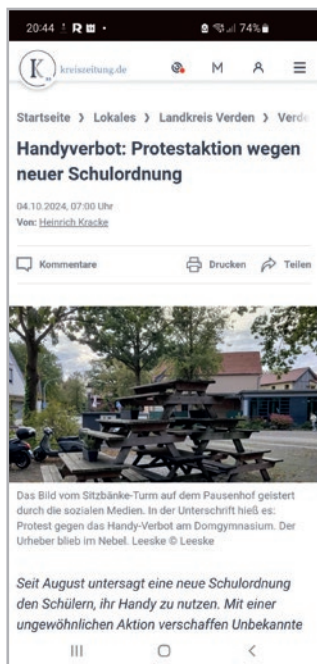 20:44
74%
K
kreiszeitung.de
M
Startseite > Lokales > Landkreis Verden > Verde
Handyverbot: Protestaktion wegen
neuer Schulordnung
04.10.2024, 07:00 Uhr
Von: Heinrich Kracke
Kommentare Drucken Teilen
Das Bild vom Sitzbänke-Turm auf dem Pausenhof geistert
durch die sozialen Medien. In der Unterschrift hieß es:
Protest gegen das Handy-Verbot am Domgymnasium. Der
Urheber blieb im Nebel. Leeske © Leeske
Seit August untersagt eine neue Schulordnung
den Schülern, ihr Handy zu nutzen. Mit einer
ungewöhnlichen Aktion verschaffen Unbekannte